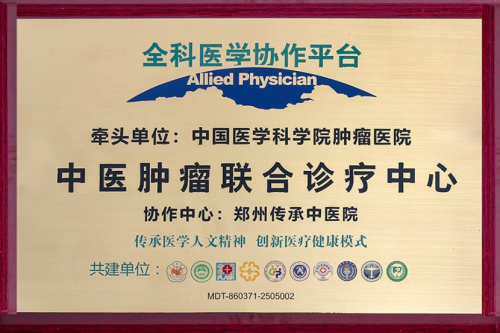 全科医学协作平台
Allied Physician
牵头单位：中国医学科学院肿瘤医院
中医肿瘤联合诊疗中心
协作中心：郑州传承中医院
传承医学人文精神 创新医疗健康模式
共建单位：
MDT-860371-2505002